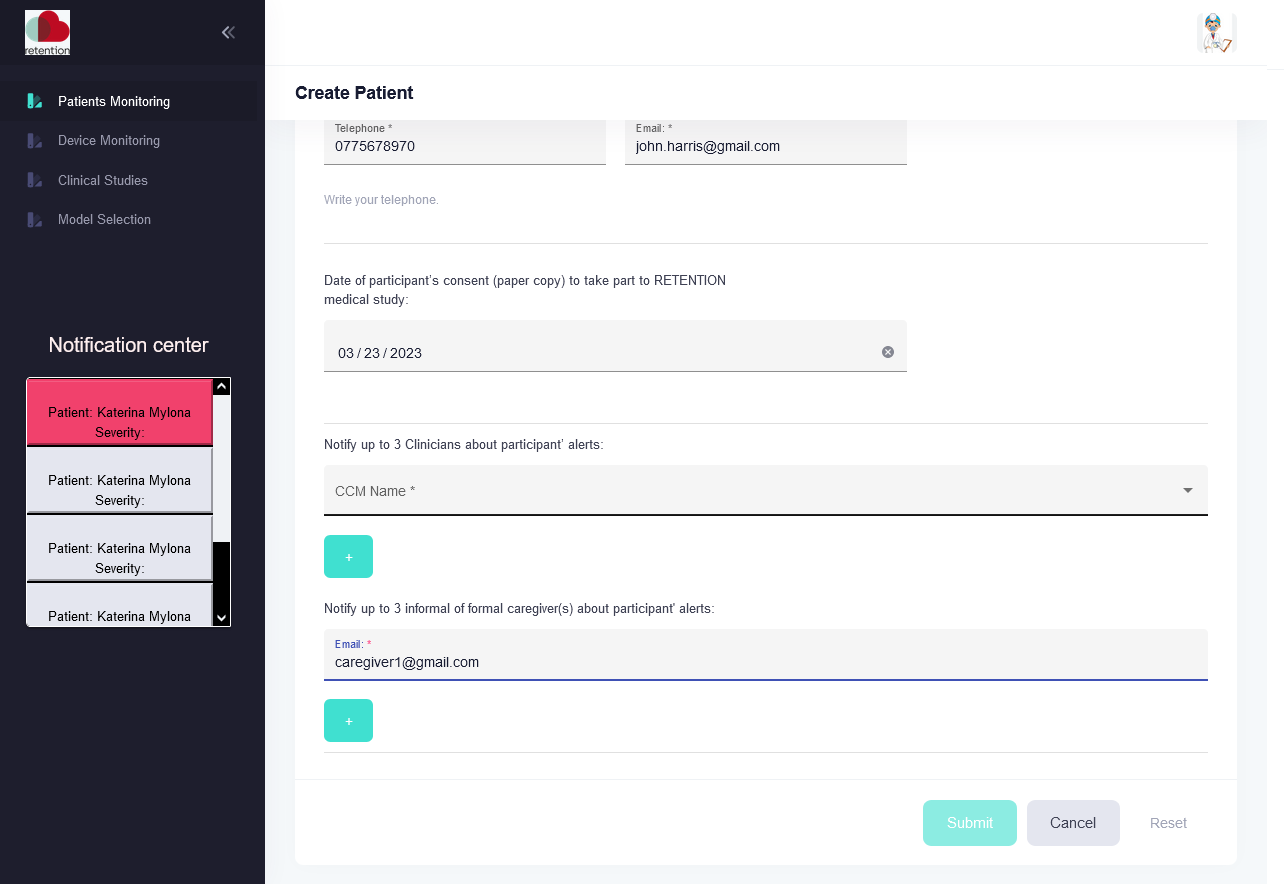 retention
Patients Monitoring
Device Monitoring
Clinical Studies
Model Selection
Notification center
Patient: Katerina Mylona
Severity:
Patient: Katerina Mylona
Severity:
Patient: Katerina Mylona
Severity:
Patient: Katerina Mylona
Create Patient
Telephone *
0775678970
Email: *
john.harris@gmail.com
Write your telephone.
Date of participant's consent (paper copy) to take part to RETENTION
medical study:
03 / 23 / 2023
Notify up to 3 Clinicians about participant' alerts:
CCM Name *
+
Notify up to 3 informal of formal caregiver(s) about participant' alerts:
Email: *
caregiver1@gmail.com
+
Submit
Cancel
Reset